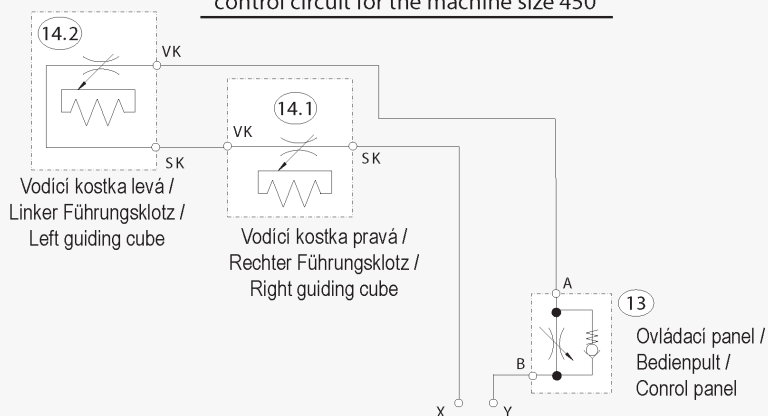 control circuit for the machine size 450
14.2
VK
14.1
VK
SK
SK
Vodící kostka levá /
Linker Führungsklotz /
Left guiding cube
Vodící kostka pravá /
Rechter Führungsklotz /
Right guiding cube
A
13
Ovládací panel /
Bedienpult /
Conrol panel
B
X
Y